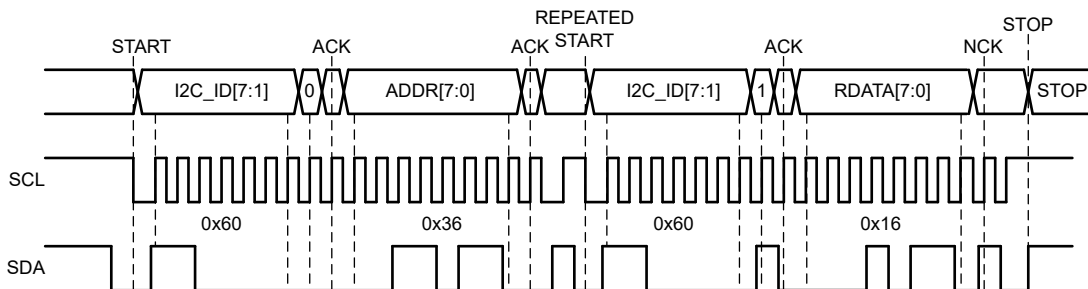 REPEATED
START
STOP
START
ACK
ACK
ACK
NCK
I2C_ID[7:1]
0
ADDR[7:0]
I2C_ID[7:1]
1
RDATA[7:0]
STOP
SCL
0x60
0x36
0x60
0x16
SDA